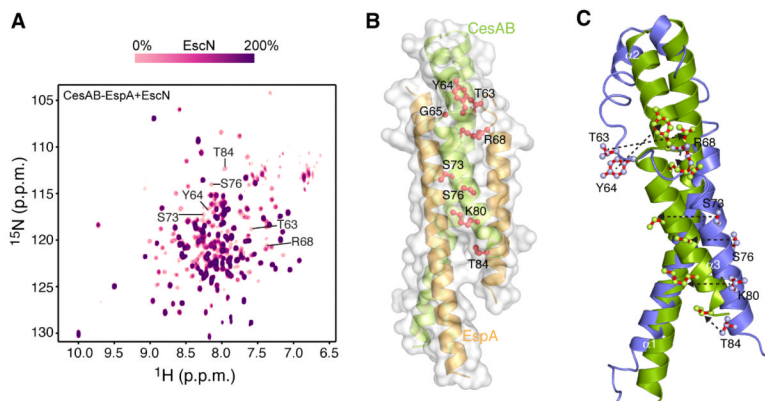 A
0% EscN 200%
CesAB-EspA+EscN
105
110
115
120
125
130
15N (p.p.m.)
T84
S76
Y64
S73
T63
R68
10.0 9.5 9.0 8.5 8.0 7.5 7.0 6.5
1H (p.p.m.)
B
CesAB
Y64
T63
G65
R68
S73
S76
K80
T84
EspA
C
α2
T63
R68
Y64
S73
S76
α3
K80
T84
α1